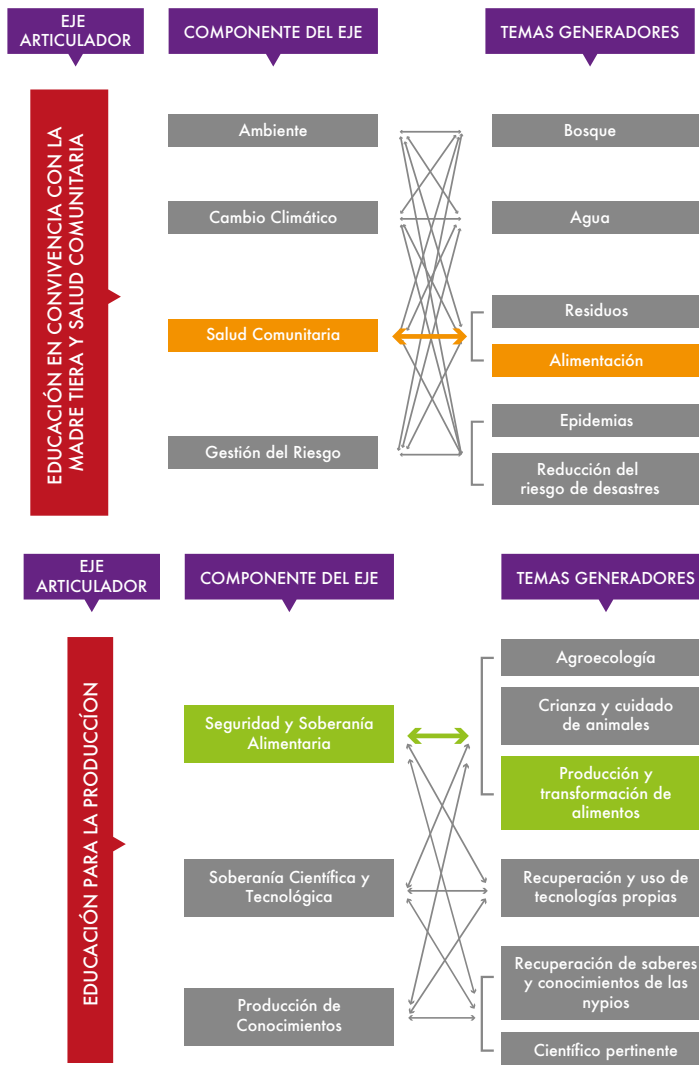 EJE
ARTICULADOR
COMPONENTE DEL EJE
TEMAS GENERADORES
EDUCACIÓN EN CONVIVENCIA CON LA
MADRE TIERA Y SALUD COMUNITARIA
Ambiente
Bosque
Cambio Climático
Agua
Salud Comunitaria
Residuos
Alimentación
Gestión del Riesgo
Epidemias
Reducción del
riesgo de desastres
EJE
ARTICULADOR
COMPONENTE DEL EJE
TEMAS GENERADORES
EDUCACIÓN PARA LA PRODUCCÍON
Seguridad y Soberanía
Alimentaria
Agroecología
Crianza y cuidado
de animales
Producción y
transformación de
alimentos
Soberanía Científica y
Tecnológica
Recuperación y uso de
tecnologías propias
Producción de
Conocimientos
Recuperación de saberes
y conocimientos de las
nypios
Científico pertinente